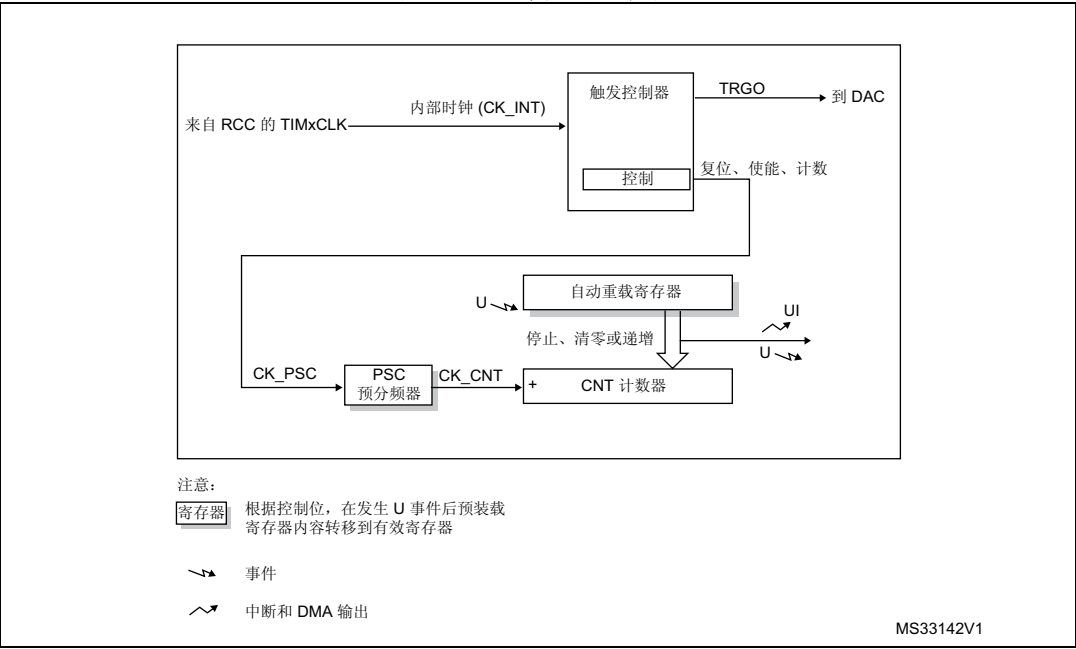 触发控制器
TRGO
到 DAC
内部时钟 (CK_INT)
来自 RCC 的 TIMxCLK
控制
复位、使能、计数
自动重载寄存器
U
UI
停止、清零或递增
U
CK_PSC
PSC
预分频器
CK_CNT
+
CNT 计数器
注意：
寄存器
根据控制位，在发生 U 事件后预装载
寄存器内容转移到有效寄存器
事件
中断和 DMA 输出
MS33142V1